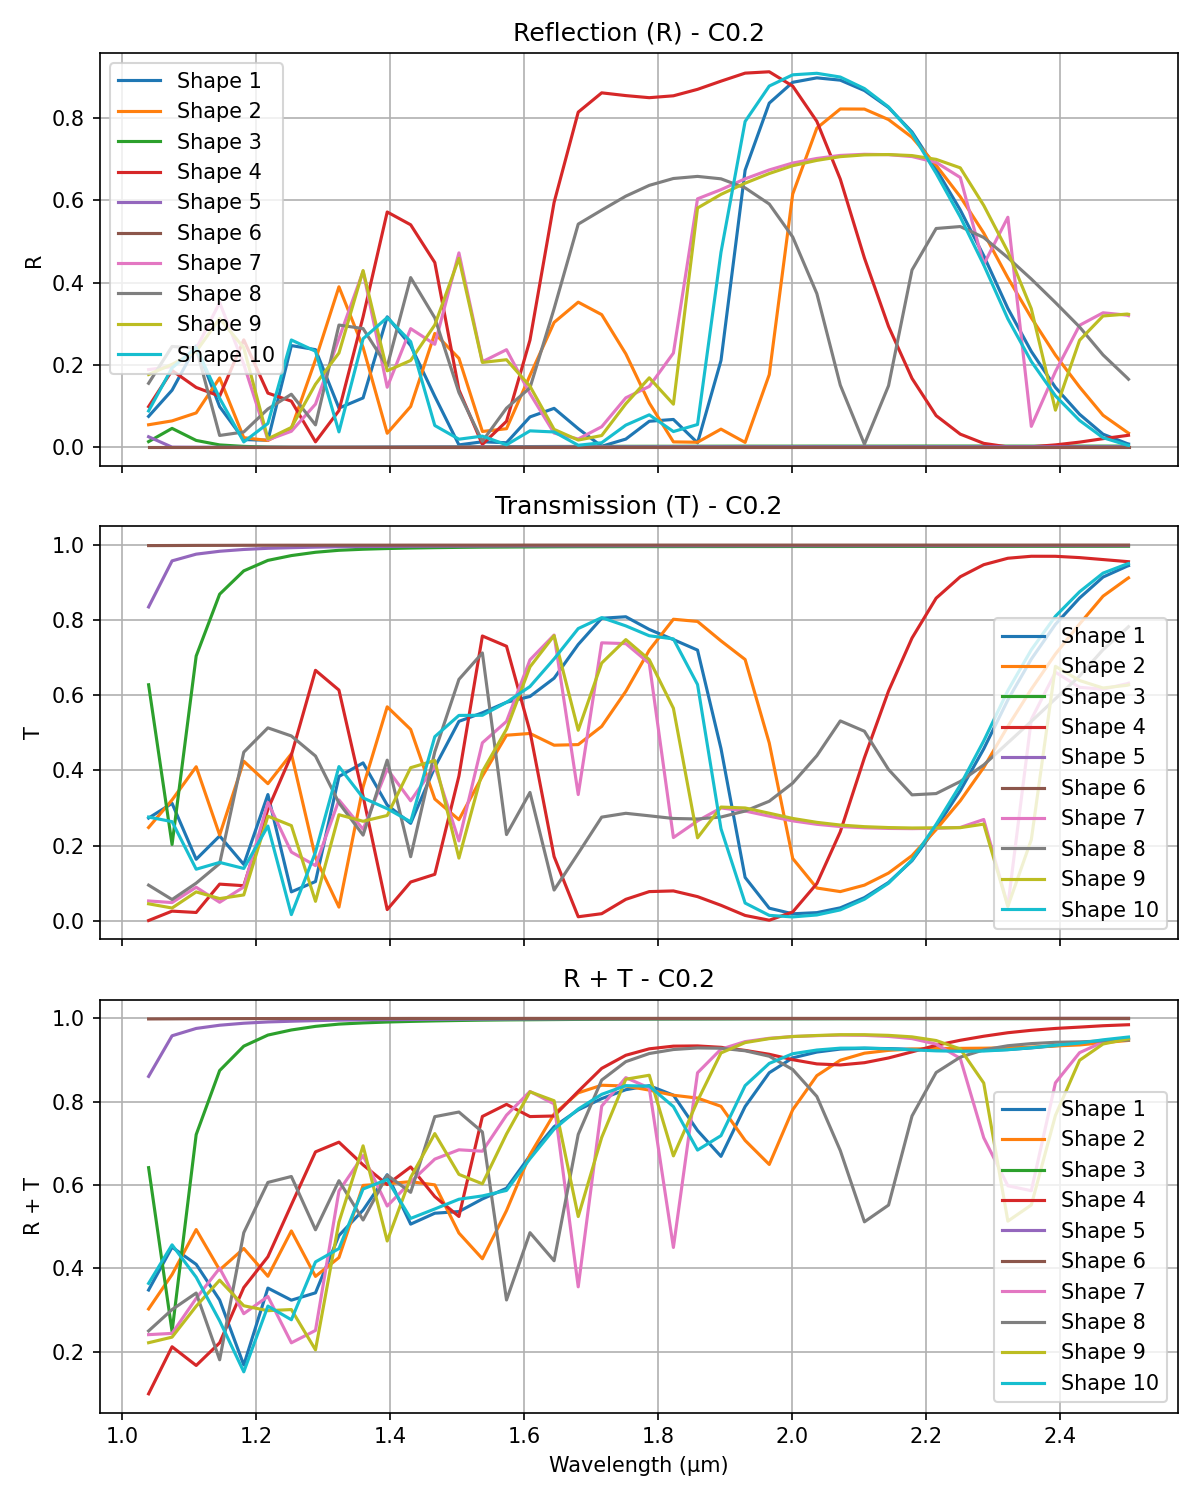 Reflection (R) - C0.2
R
0.8
0.6
0.4
0.2
0.0
Shape 1
Shape 2
Shape 3
Shape 4
Shape 5
Shape 6
Shape 7
Shape 8
Shape 9
Shape 10
Transmission (T) - C0.2
T
1.0
0.8
0.6
0.4
0.2
0.0
Shape 1
Shape 2
Shape 3
Shape 4
Shape 5
Shape 6
Shape 7
Shape 8
Shape 9
Shape 10
R + T - C0.2
R + T
1.0
0.8
0.6
0.4
0.2
Shape 1
Shape 2
Shape 3
Shape 4
Shape 5
Shape 6
Shape 7
Shape 8
Shape 9
Shape 10
1.0 1.2 1.4 1.6 1.8 2.0 2.2 2.4
Wavelength (μm)